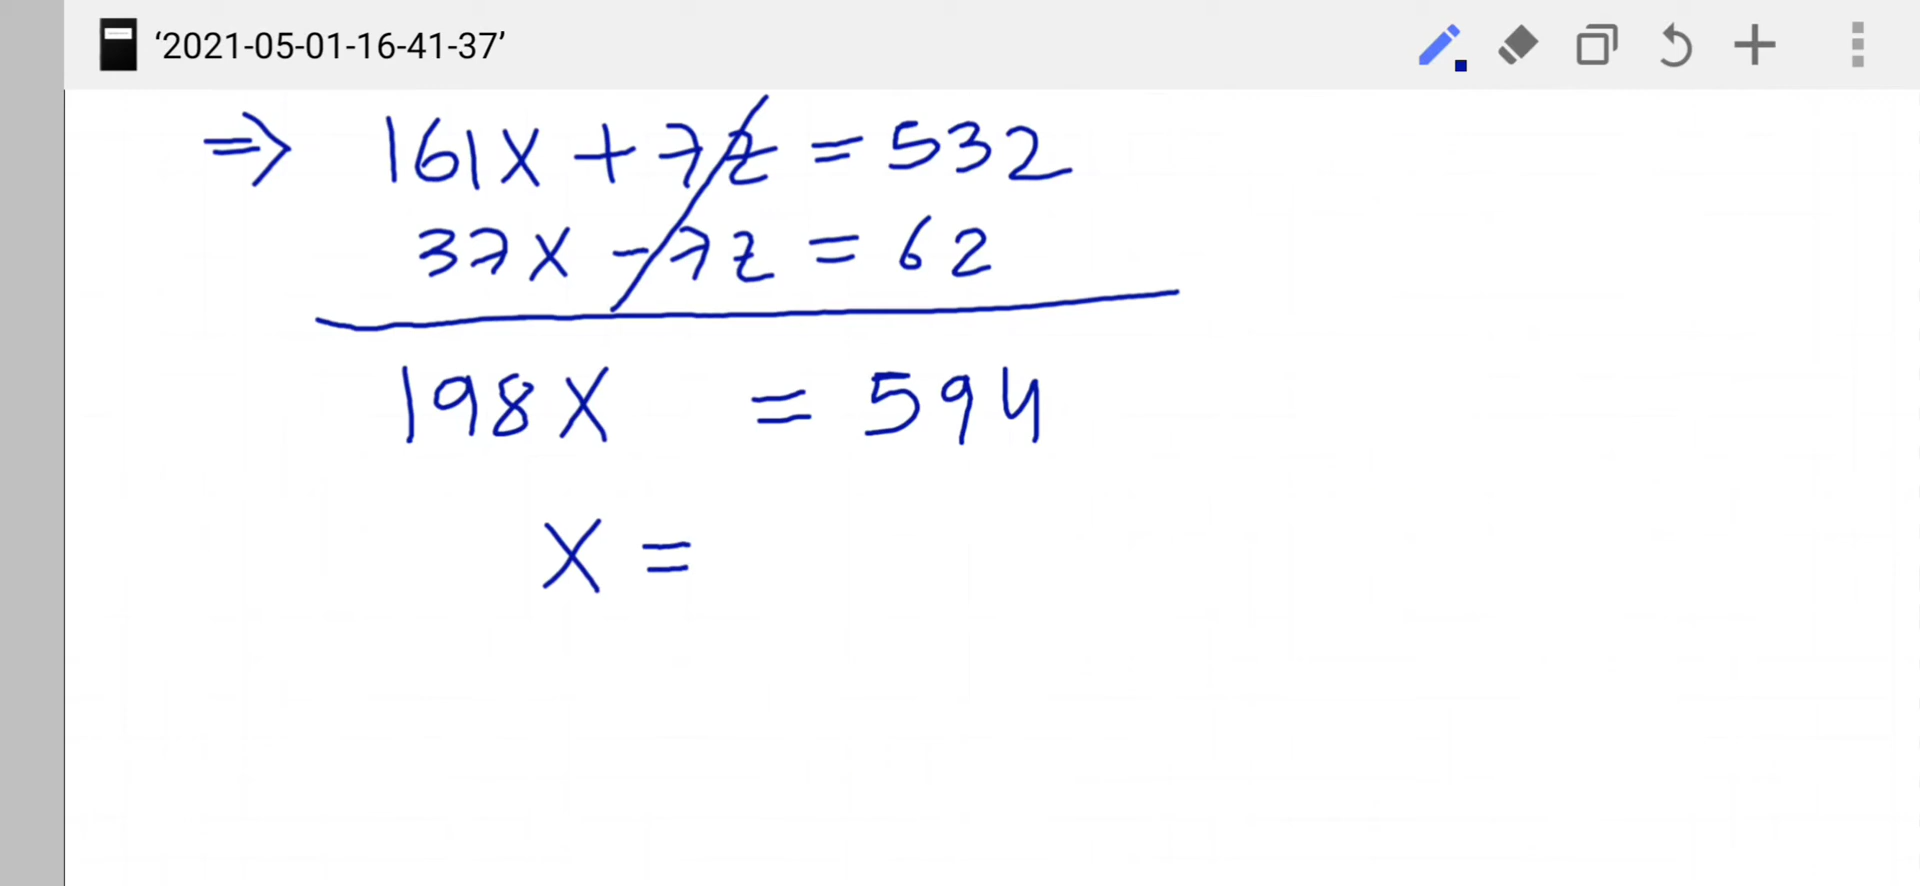 ‘2021-05-01-16-41-37’
⇒ 161x + 7z = 532
37x - 7z = 62
198x = 594
x =